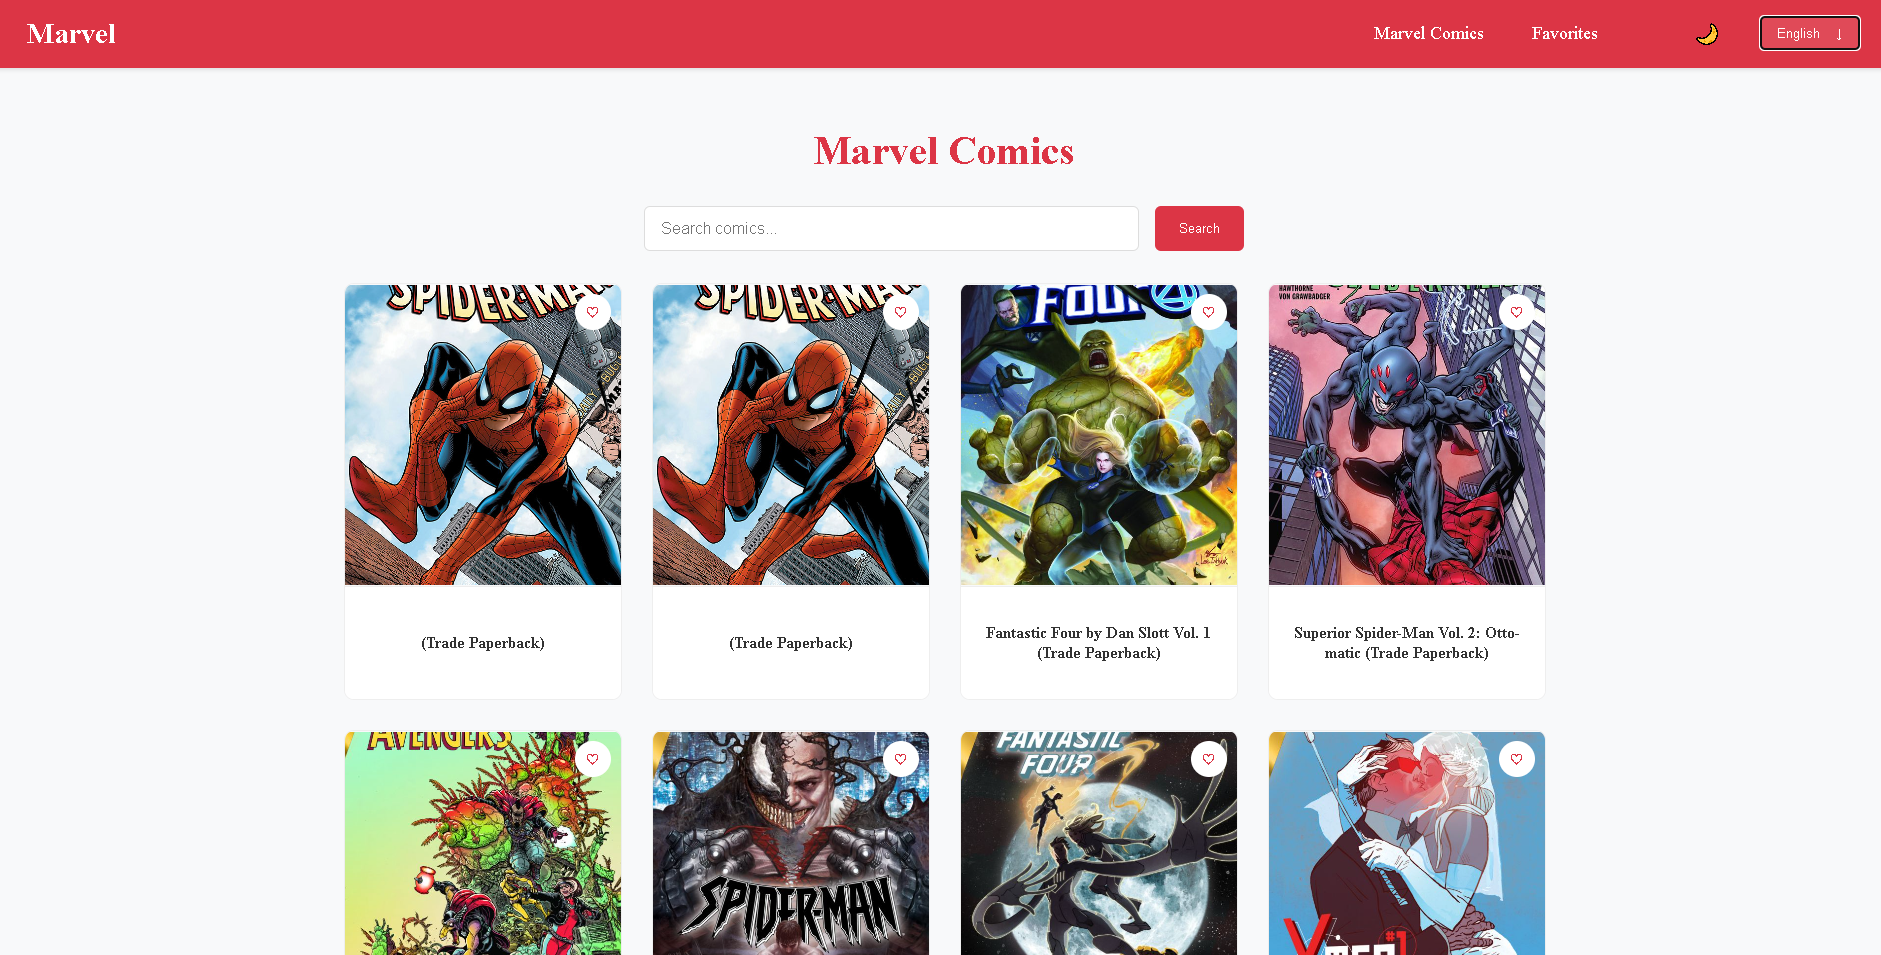 Marvel
Marvel Comics
Favorites
English ↓
Marvel Comics
Search comics...
Search
SPIDER-MAN
SPIDER-MAN
FOUR
HAWTHORNE
VON GRAWBADGER
(Trade Paperback)
(Trade Paperback)
Fantastic Four by Dan Slott Vol. 1
(Trade Paperback)
Superior Spider-Man Vol. 2: Otto-
matic (Trade Paperback)
AVENGERS
SPIDER-MAN
FANTASTIC
FOUR
X-MEN #1